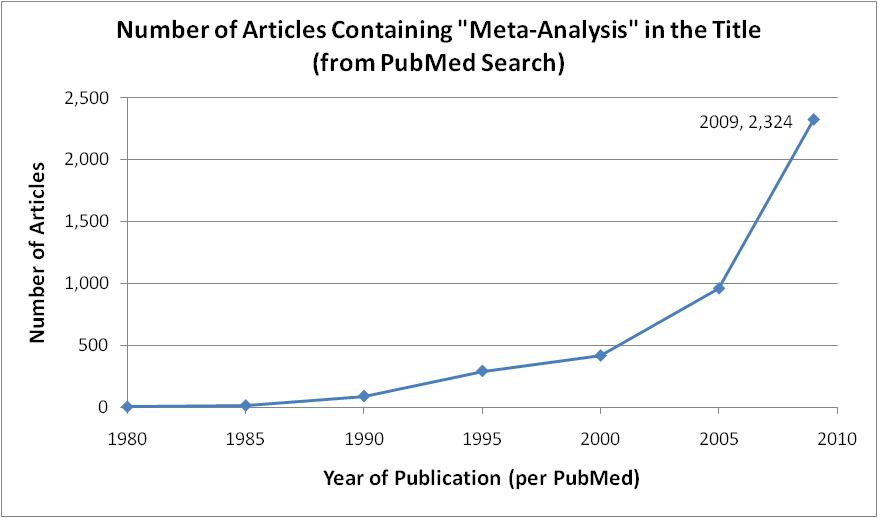 Number of Articles Containing "Meta-Analysis" in the Title
(from PubMed Search)
2,500
2009, 2,324
2,000
1,500
1,000
500
0
Number of Articles
1980 1985 1990 1995 2000 2005 2010
Year of Publication (per PubMed)